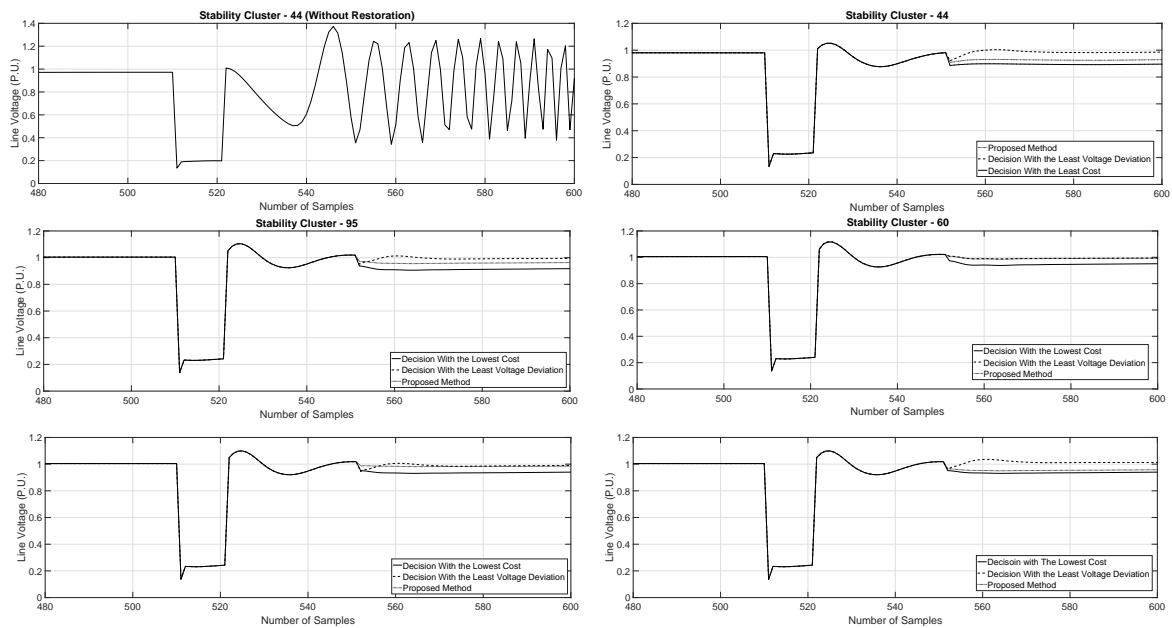 Stability Cluster - 44 (Without Restoration)
Line Voltage (P.U.)
1.4
1.2
1
0.8
0.6
0.4
0.2
0
480
500
520
540
560
580
600
Number of Samples
Stability Cluster - 44
Line Voltage (P.U.)
1.2
1
0.8
0.6
0.4
0.2
0
Proposed Method
Decision With the Least Voltage Deviation
Decision With the Least Cost
480
500
520
540
560
580
600
Number of Samples
Stability Cluster - 95
Line Voltage (P.U.)
1.2
1
0.8
0.6
0.4
0.2
0
Decision With the Lowest Cost
Decision With the Least Voltage Deviation
Proposed Method
480
500
520
540
560
580
600
Number of Samples
Stability Cluster - 60
Line Voltage (P.U.)
1.2
1
0.8
0.6
0.4
0.2
0
Decision With the Lowest Cost
Decision With the Least Voltage Deviation
Proposed Method
480
500
520
540
560
580
600
Number of Samples
Line Voltage (P.U.)
1.2
1
0.8
0.6
0.4
0.2
0
Decision With the Lowest Cost
Decision With the Least Voltage Deviation
Proposed Method
480
500
520
540
560
580
600
Number of Samples
Line Voltage (P.U.)
1.2
1
0.8
0.6
0.4
0.2
0
Decisoin with The Lowest Cost
Decision With the Least Voltage Deviation
Proposed Method
480
500
520
540
560
580
600
Number of Samples